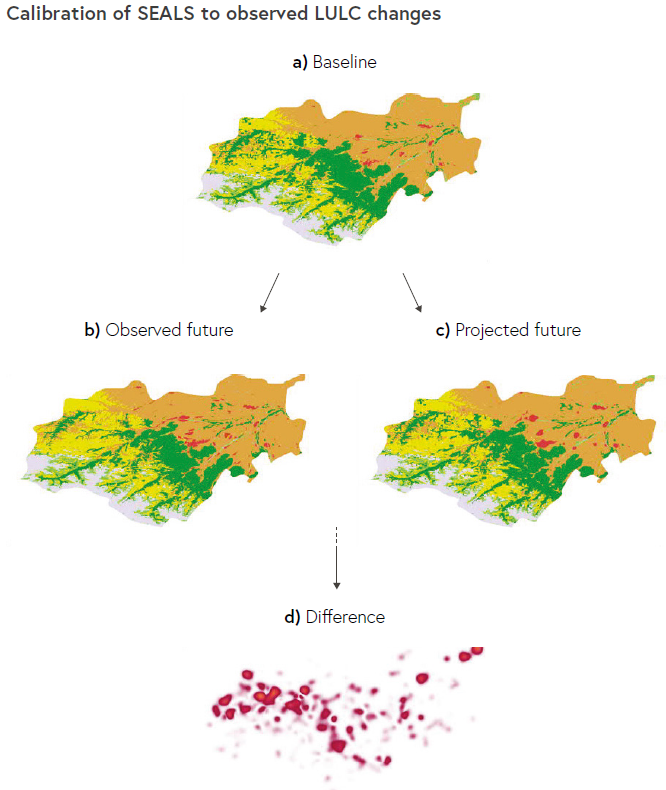 Calibration of SEALS to observed LULC changes
a) Baseline
b) Observed future
c) Projected future
d) Difference